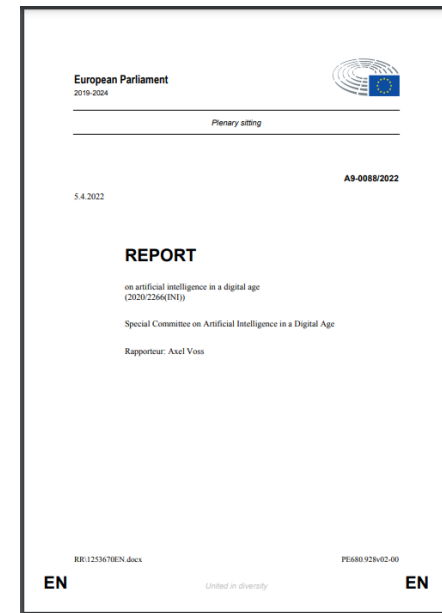 European Parliament
2019-2024
Plenary sitting
A9-0088/2022
5.4.2022
REPORT
on artificial intelligence in a digital age
(2020/2266(INI))
Special Committee on Artificial Intelligence in a Digital Age
Rapporteur: Axel Voss
RR\1253670EN.docx
PE680.928v02-00
EN
United in diversity
EN